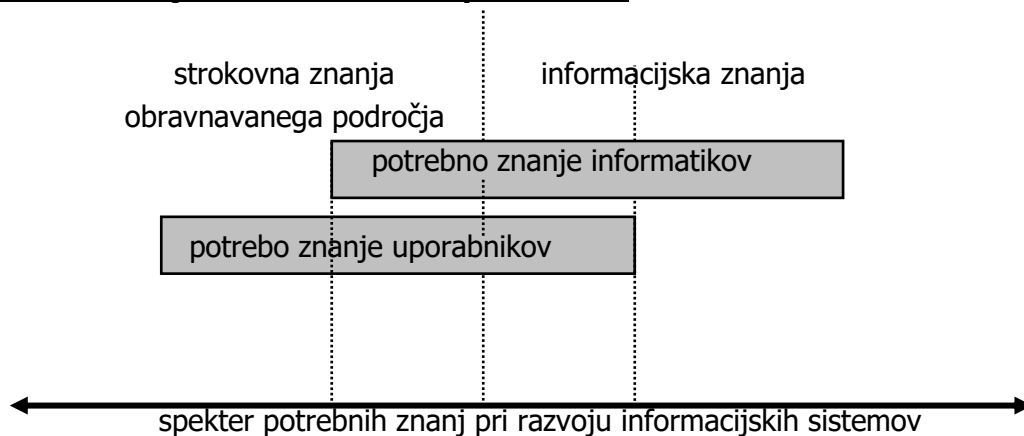 strokovna znanja
obravnavanega področja
informacijska znanja
potrebno znanje informatikov
potrebo znanje uporabnikov
spekter potrebnih znanj pri razvoju informacijskih sistemov